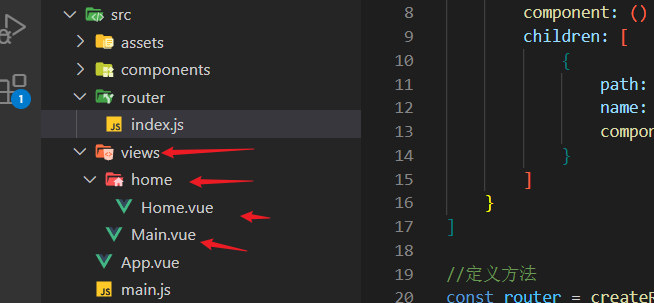 src
assets
components
router
index.js
views
home
Home.vue
Main.vue
App.vue
main.js
1
8 component: ()
9 children: [
10 {
11 path:
12 name:
13 compon
14 }
15 ]
16 }
17 ]
18
19 //定义方法
20 const router = createR